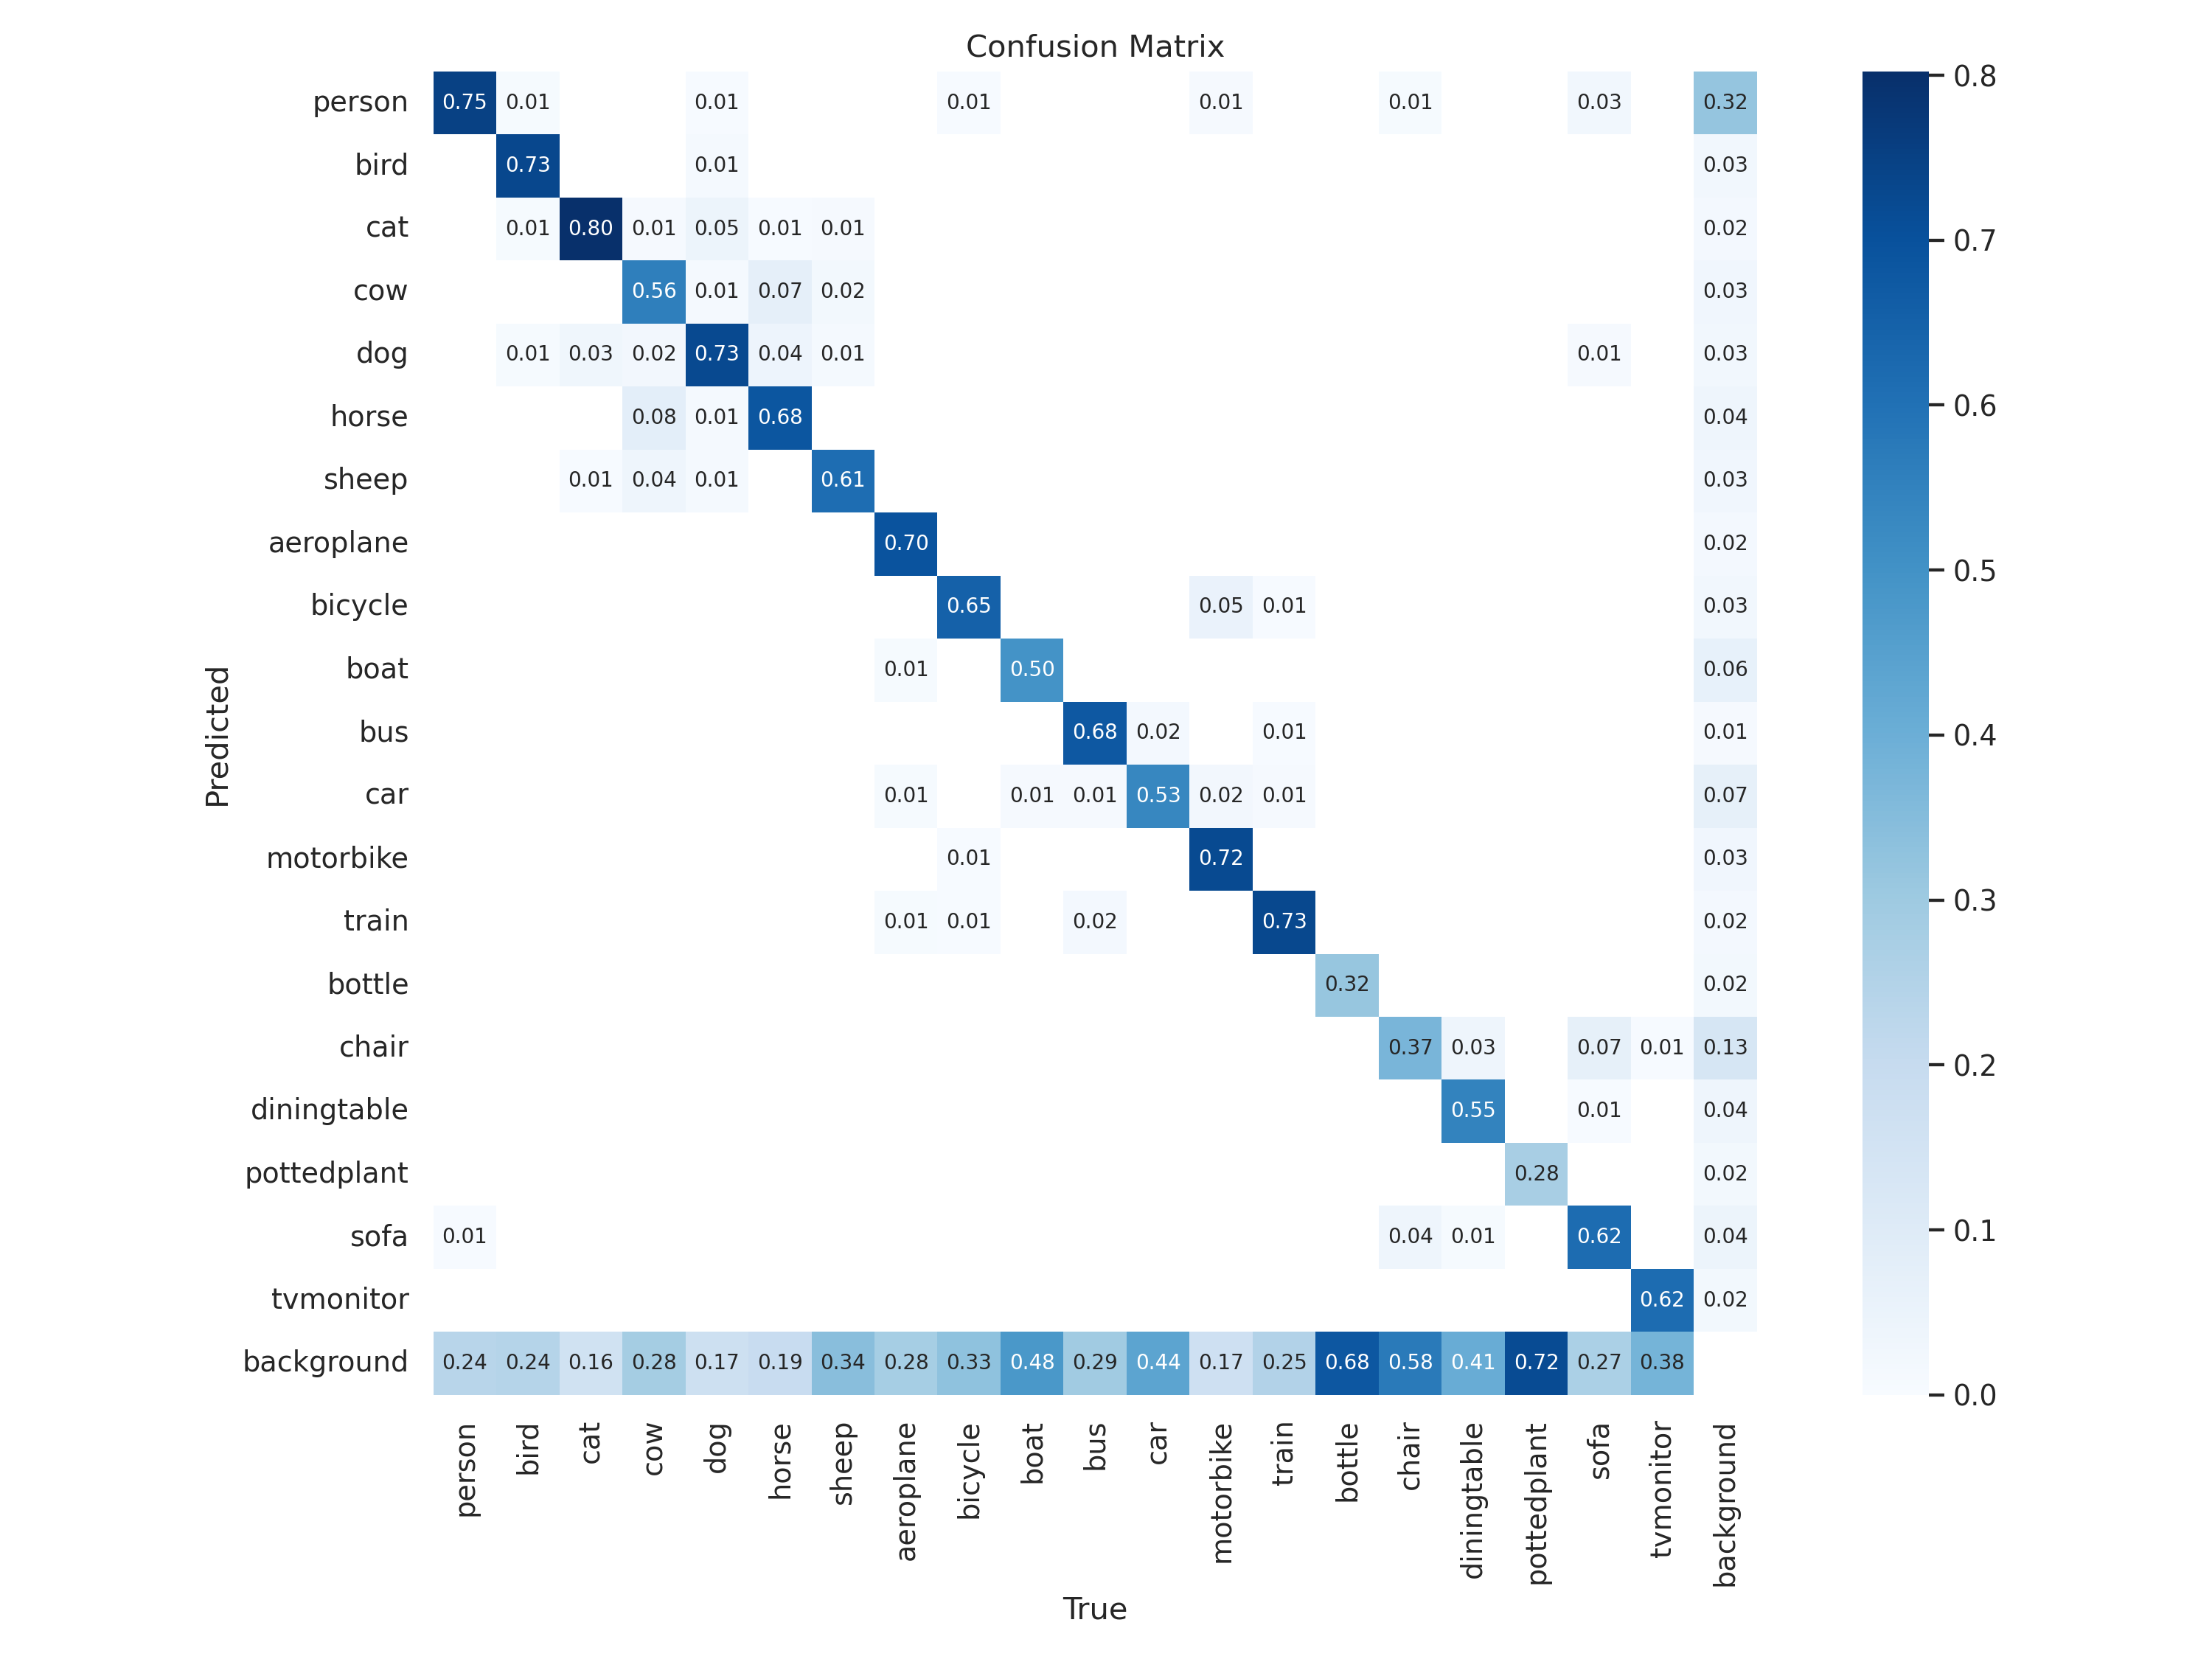 Confusion Matrix
person 0.75 0.01 0.01 0.01 0.01 0.01 0.03 0.32
bird 0.73 0.01 0.03
cat 0.01 0.80 0.01 0.05 0.01 0.01 0.02
cow 0.56 0.01 0.07 0.02 0.03
dog 0.01 0.03 0.02 0.73 0.04 0.01 0.01 0.03
horse 0.08 0.01 0.68 0.04
sheep 0.01 0.04 0.01 0.61 0.03
aeroplane 0.70 0.02
bicycle 0.65 0.05 0.01 0.03
boat 0.01 0.50 0.06
bus 0.68 0.02 0.01 0.01
car 0.01 0.01 0.01 0.53 0.02 0.01 0.07
motorbike 0.01 0.72 0.03
train 0.01 0.01 0.02 0.73 0.02
bottle 0.32 0.02
chair 0.37 0.03 0.07 0.01 0.13
diningtable 0.55 0.01 0.04
pottedplant 0.28 0.02
sofa 0.01 0.04 0.01 0.62 0.04
tvmonitor 0.62 0.02
background 0.24 0.24 0.16 0.28 0.17 0.19 0.34 0.28 0.33 0.48 0.29 0.44 0.17 0.25 0.68 0.58 0.41 0.72 0.27 0.38
person bird cat cow dog horse sheep aeroplane bicycle boat bus car motorbike train bottle chair diningtable pottedplant sofa tvmonitor background
True
Predicted
0.8
0.7
0.6
0.5
0.4
0.3
0.2
0.1
0.0